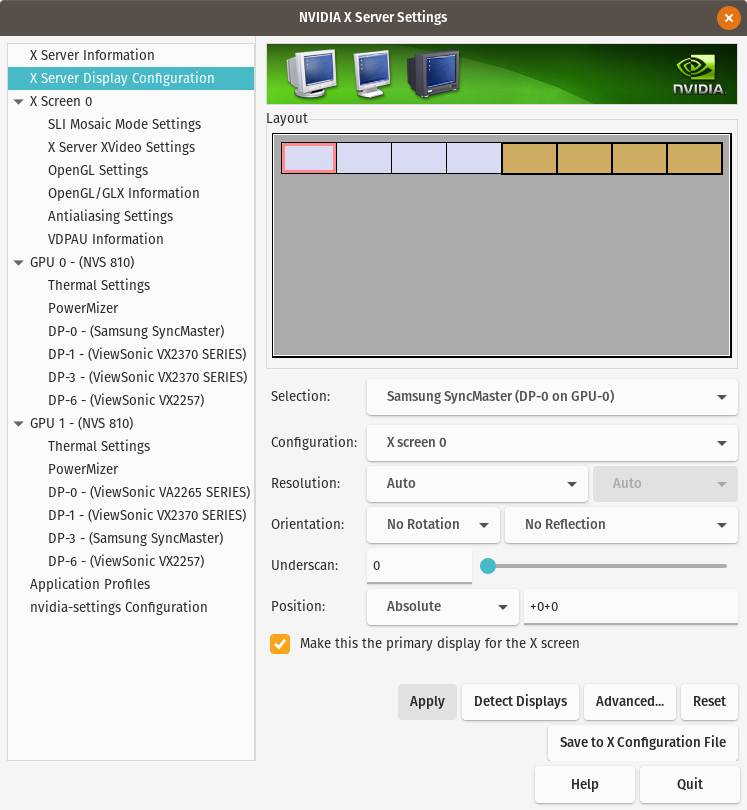 NVIDIA X Server Settings
X Server Information
X Server Display Configuration
X Screen 0
SLI Mosaic Mode Settings
X Server XVideo Settings
OpenGL Settings
OpenGL/GLX Information
Antialiasing Settings
VDPAU Information
GPU 0 - (NVS 810)
Thermal Settings
PowerMizer
DP-0 - (Samsung SyncMaster)
DP-1 - (ViewSonic VX2370 SERIES)
DP-3 - (ViewSonic VX2370 SERIES)
DP-6 - (ViewSonic VX2257)
GPU 1 - (NVS 810)
Thermal Settings
PowerMizer
DP-0 - (ViewSonic VA2265 SERIES)
DP-1 - (ViewSonic VX2370 SERIES)
DP-3 - (Samsung SyncMaster)
DP-6 - (ViewSonic VX2257)
Application Profiles
nvidia-settings Configuration
NVIDIA
Layout
Selection: Samsung SyncMaster (DP-0 on GPU-0)
Configuration: X screen 0
Resolution: Auto Auto
Orientation: No Rotation No Reflection
Underscan: 0
Position: Absolute +0+0
Make this the primary display for the X screen
Apply Detect Displays Advanced... Reset
Save to X Configuration File
Help Quit